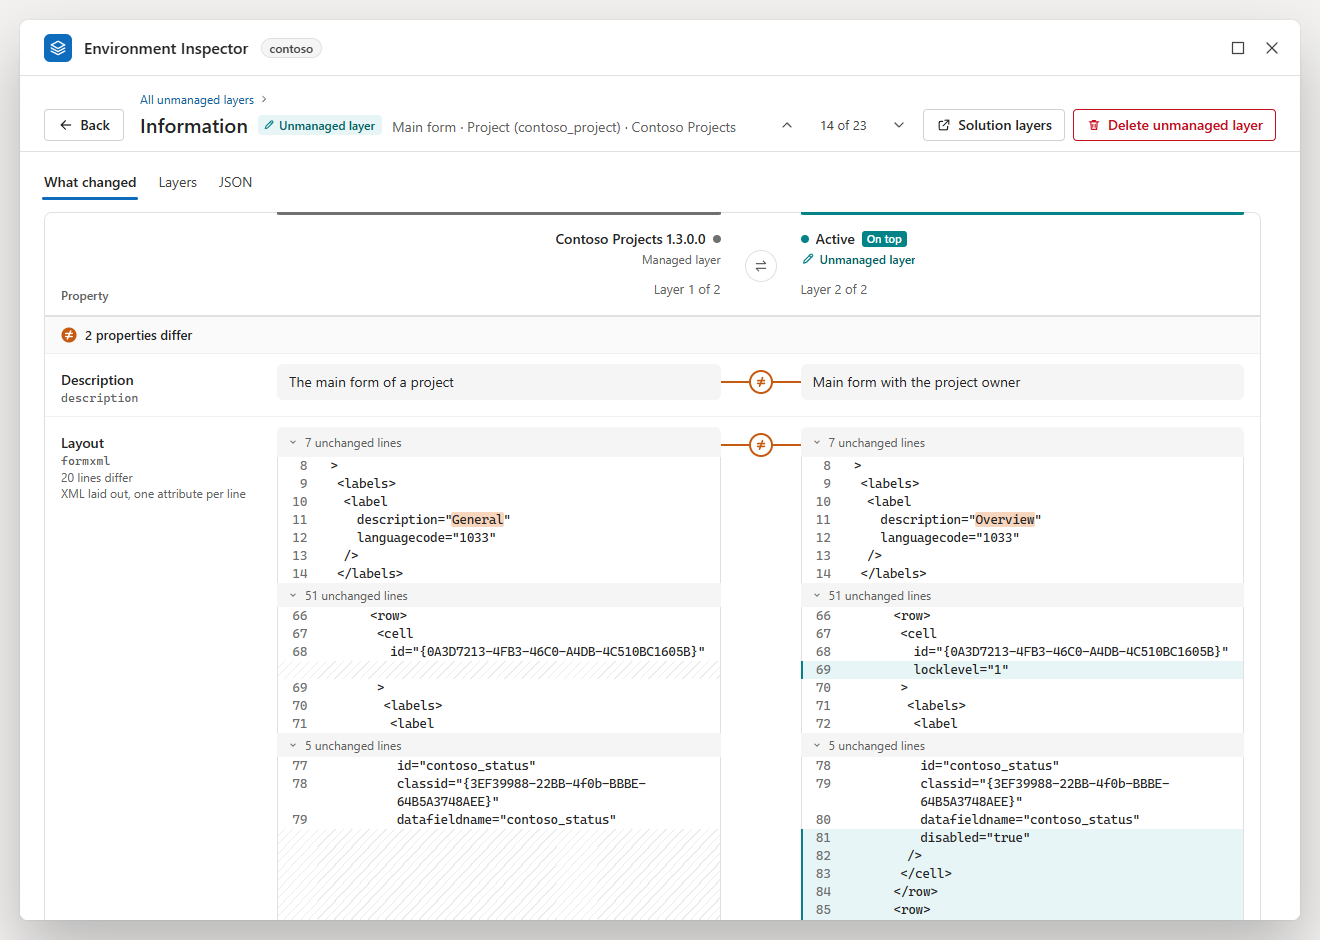 Environment Inspector contoso
All unmanaged layers
Back
Information Unmanaged layer Main form · Project (contoso_project) · Contoso Projects
14 of 23
Solution layers
Delete unmanaged layer
What changed Layers JSON
Property
Contoso Projects 1.3.0.0
Managed layer
Layer 1 of 2
Active On top
Unmanaged layer
Layer 2 of 2
≠ 2 properties differ
Description
description
The main form of a project
≠
Main form with the project owner
Layout
formxml
20 lines differ
XML laid out, one attribute per line
≠
7 unchanged lines
8 >
9 <labels>
10 <label
11 description="General"
12 languagecode="1033"
13 />
14 </labels>
51 unchanged lines
66 <row>
67 <cell
68 id="{0A3D7213-4FB3-46C0-A4DB-4C510BC1605B}"
69 >
70 <labels>
71 <label
5 unchanged lines
77 id="contoso_status"
78 classid="{3EF39988-22BB-4f0b-BBBE-
64B5A3748AEE}"
79 datafieldname="contoso_status"
7 unchanged lines
8 >
9 <labels>
10 <label
11 description="Overview"
12 languagecode="1033"
13 />
14 </labels>
51 unchanged lines
66 <row>
67 <cell
68 id="{0A3D7213-4FB3-46C0-A4DB-4C510BC1605B}"
69 locklevel="1"
70 >
71 <labels>
72 <label
5 unchanged lines
78 id="contoso_status"
79 classid="{3EF39988-22BB-4f0b-BBBE-
64B5A3748AEE}"
80 datafieldname="contoso_status"
81 disabled="true"
82 />
83 </cell>
84 </row>
85 <row>